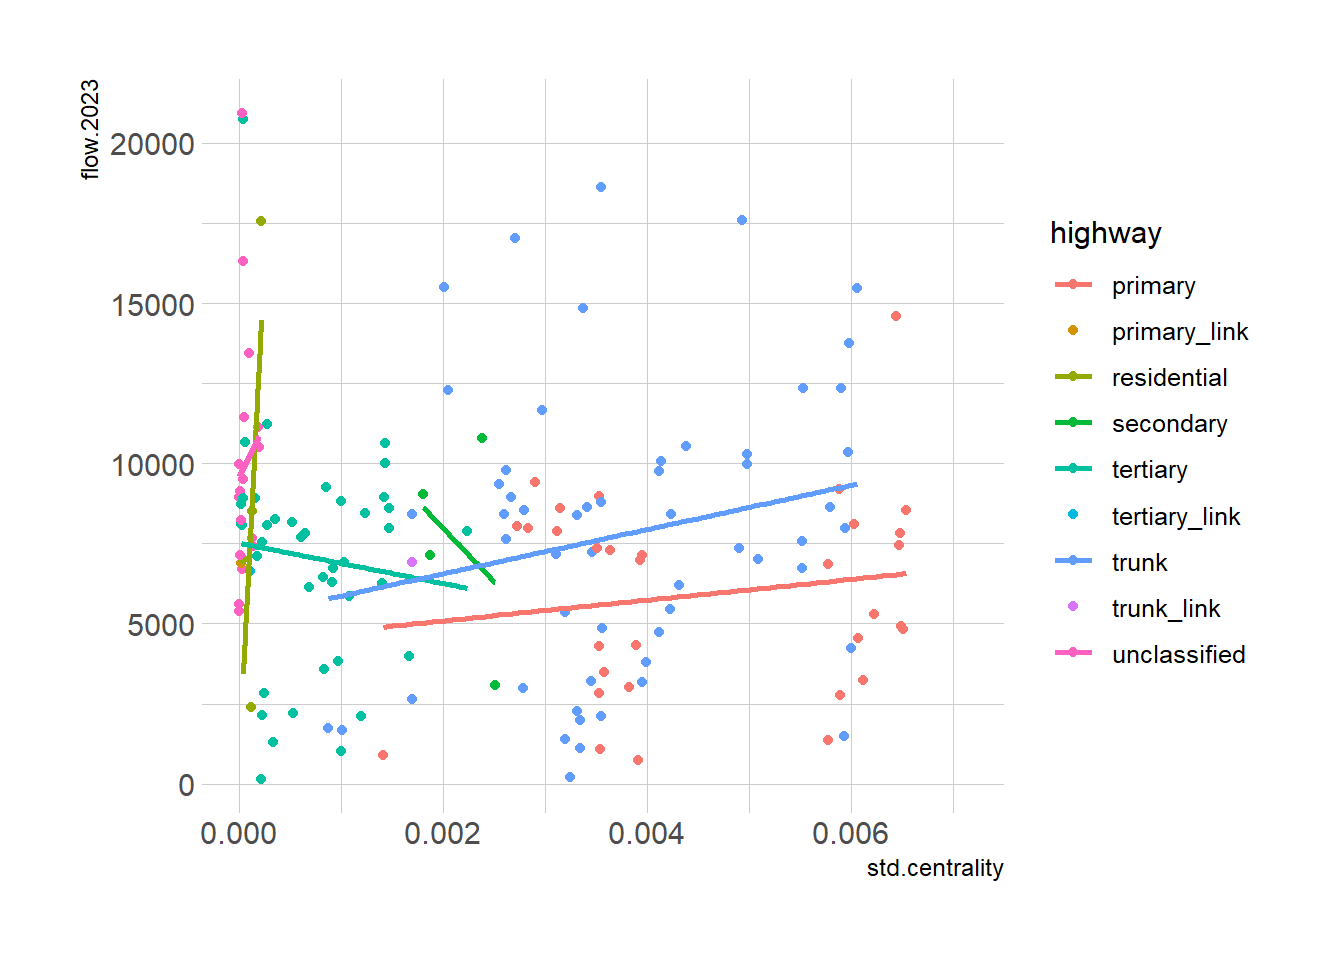 flow.2023
20000
15000
10000
5000
0
0.000 0.002 0.004 0.006
std.centrality
highway
primary
primary_link
residential
secondary
tertiary
tertiary_link
trunk
trunk_link
unclassified